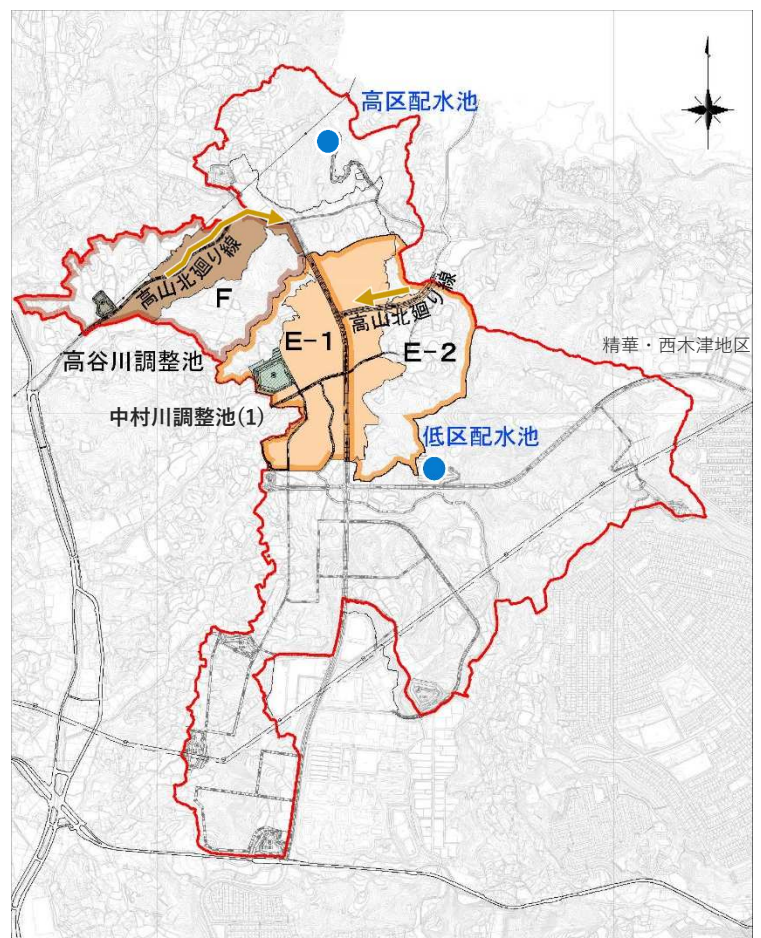 高区配水池
高山北廻り線
F
高山北廻り線
E-1
E-2
精華・西木津地区
高谷川調整池
中村川調整池(1)
低区配水池